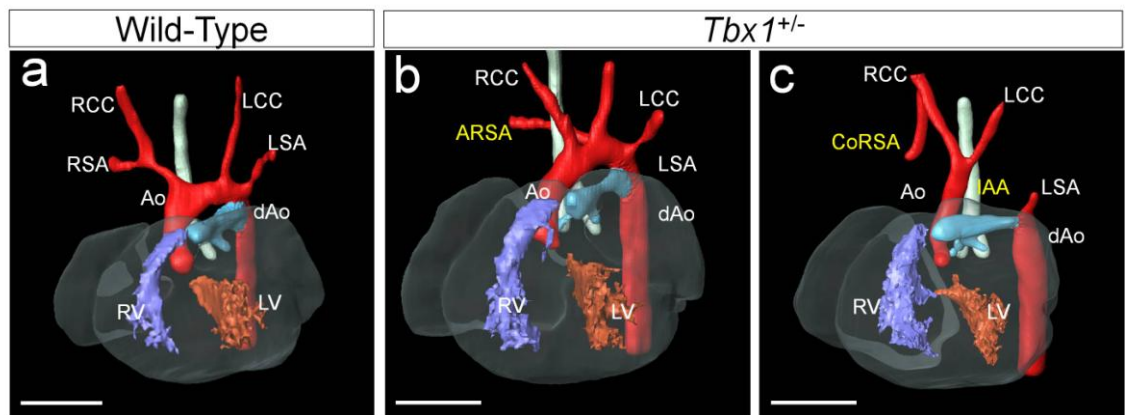 Wild-Type
Tbx1+/-
a
RCC
LCC
RSA
LSA
Ao
dAo
RV
LV
b
RCC
LCC
ARSA
LSA
Ao
dAo
RV
LV
c
RCC
LCC
CoRSA
Ao
IAA
LSA
dAo
RV
LV